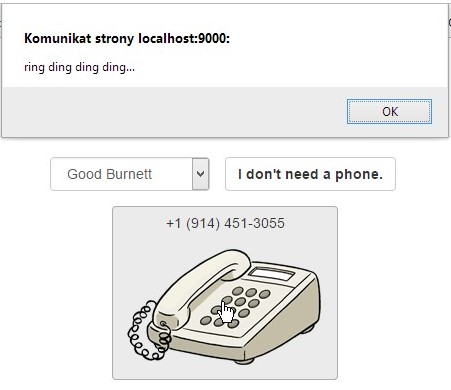 Komunikat strony localhost:9000:
ring ding ding ding...
OK
Good Burnett
I don't need a phone.
+1 (914) 451-3055